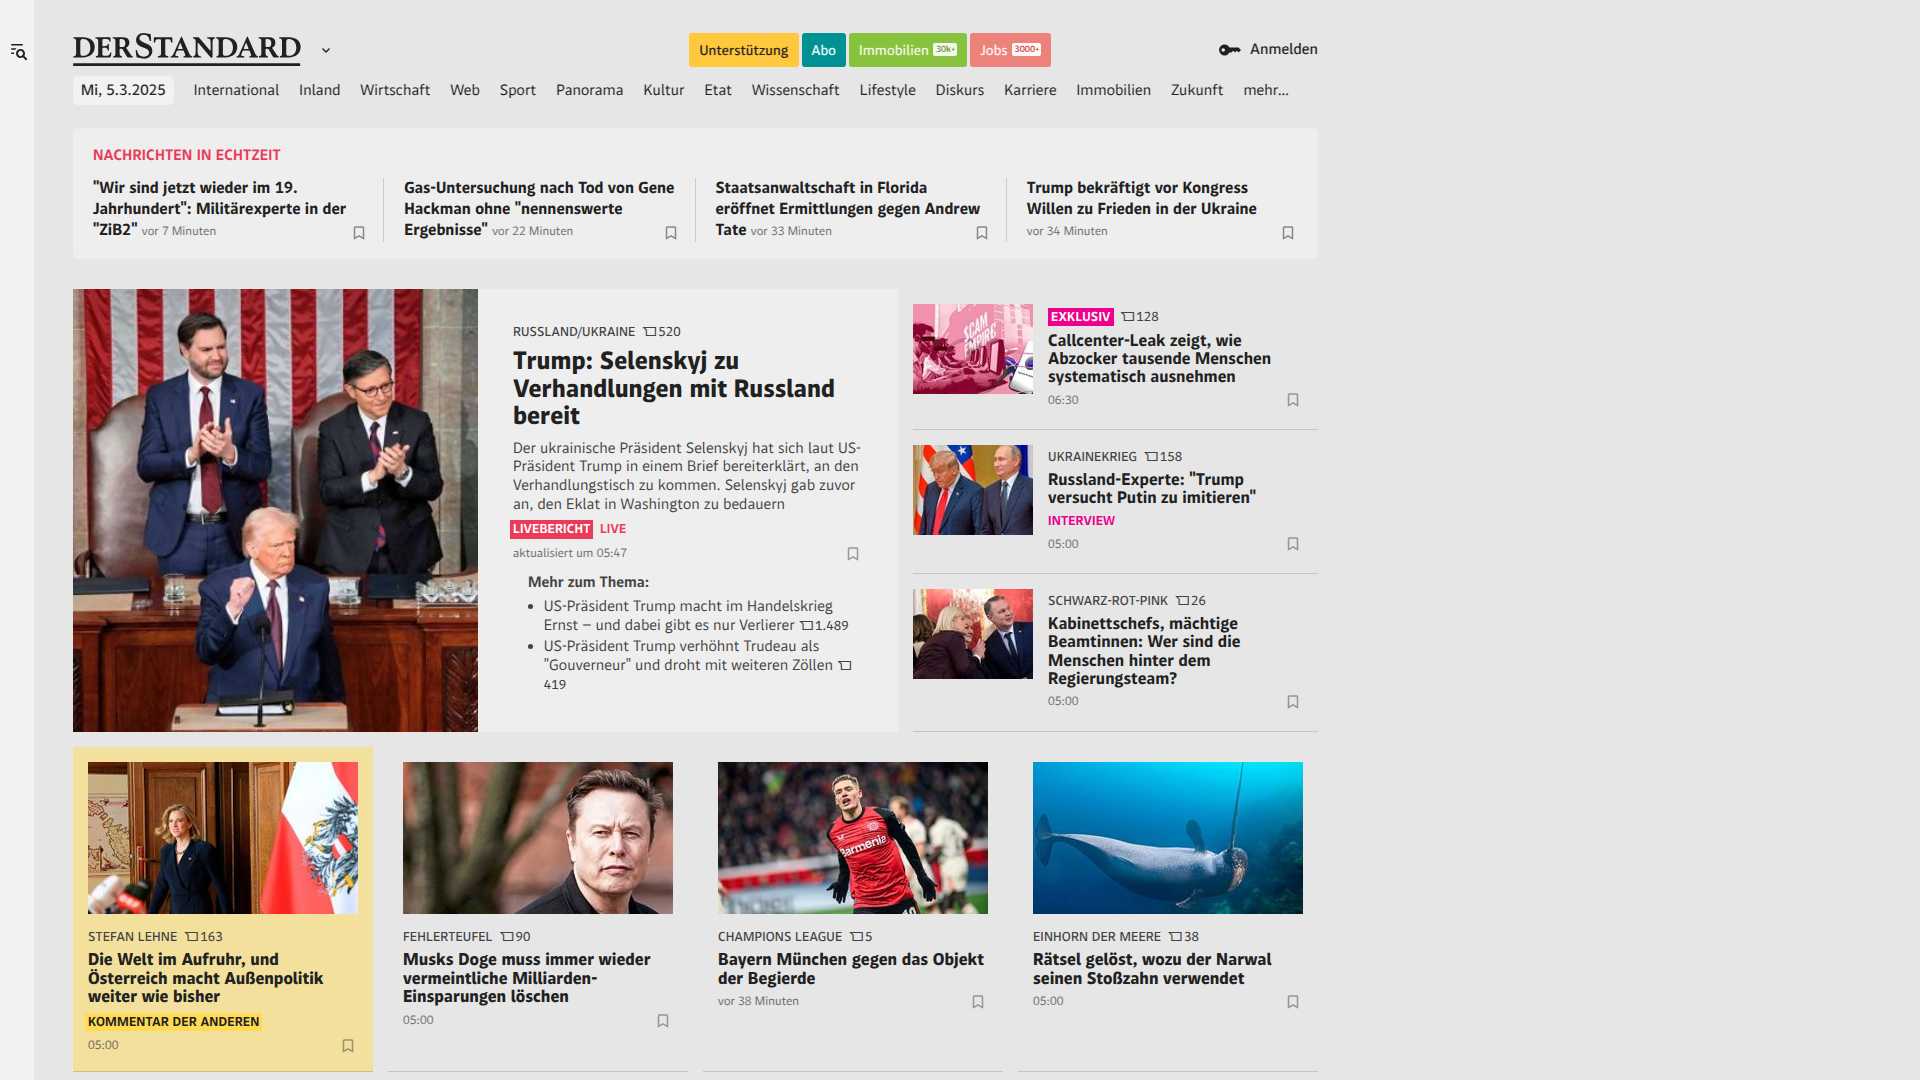 DERSTANDARD
Unterstützung
Abo
Immobilien 30k+
Jobs 3000+
Anmelden
Mi, 5.3.2025
International
Inland
Wirtschaft
Web
Sport
Panorama
Kultur
Etat
Wissenschaft
Lifestyle
Diskurs
Karriere
Immobilien
Zukunft
mehr...
NACHRICHTEN IN ECHTZEIT
"Wir sind jetzt wieder im 19.
Jahrhundert": Militärexperte in der
"ZiB2" vor 7 Minuten
Gas-Untersuchung nach Tod von Gene
Hackman ohne "nennenswerte
Ergebnisse" vor 22 Minuten
Staatsanwaltschaft in Florida
eröffnet Ermittlungen gegen Andrew
Tate vor 33 Minuten
Trump bekräftigt vor Kongress
Willen zu Frieden in der Ukraine
vor 34 Minuten
RUSSLAND/UKRAINE 520
Trump: Selenskyj zu
Verhandlungen mit Russland
bereit
Der ukrainische Präsident Selenskyj hat sich laut US-
Präsident Trump in einem Brief bereiterklärt, an den
Verhandlungstisch zu kommen. Selenskyj gab zuvor
an, den Eklat in Washington zu bedauern
LIVEBERICHT LIVE
aktualisiert um 05:47
Mehr zum Thema:
• US-Präsident Trump macht im Handelskrieg
Ernst – und dabei gibt es nur Verlierer 1.489
• US-Präsident Trump verhöhnt Trudeau als
"Gouverneur" und droht mit weiteren Zöllen
419
SCAM
EMPIRE
EXKLUSIV 128
Callcenter-Leak zeigt, wie
Abzocker tausende Menschen
systematisch ausnehmen
06:30
UKRAINEKRIEG 158
Russland-Experte: "Trump
versucht Putin zu imitieren"
INTERVIEW
05:00
SCHWARZ-ROT-PINK 26
Kabinettschefs, mächtige
Beamtinnen: Wer sind die
Menschen hinter dem
Regierungsteam?
05:00
STEFAN LEHNE 163
Die Welt im Aufruhr, und
Österreich macht Außenpolitik
weiter wie bisher
KOMMENTAR DER ANDEREN
05:00
FEHLERTEUFEL 90
Musks Doge muss immer wieder
vermeintliche Milliarden-
Einsparungen löschen
05:00
Barmenia
CHAMPIONS LEAGUE 5
Bayern München gegen das Objekt
der Begierde
vor 38 Minuten
EINHORN DER MEERE 38
Rätsel gelöst, wozu der Narwal
seinen Stoßzahn verwendet
05:00